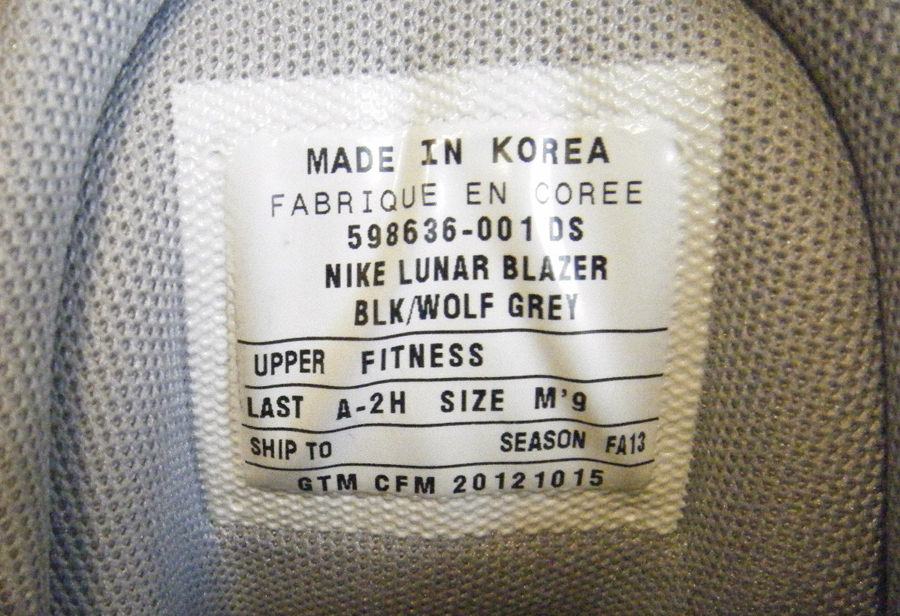 MADE IN KOREA
FABRIQUE EN COREE
598636-001 DS
NIKE LUNAR BLAZER
BLK/WOLF GREY
UPPER FITNESS
LAST A-2H SIZE M'9
SHIP TO SEASON FA13
GTM CFM 20121015